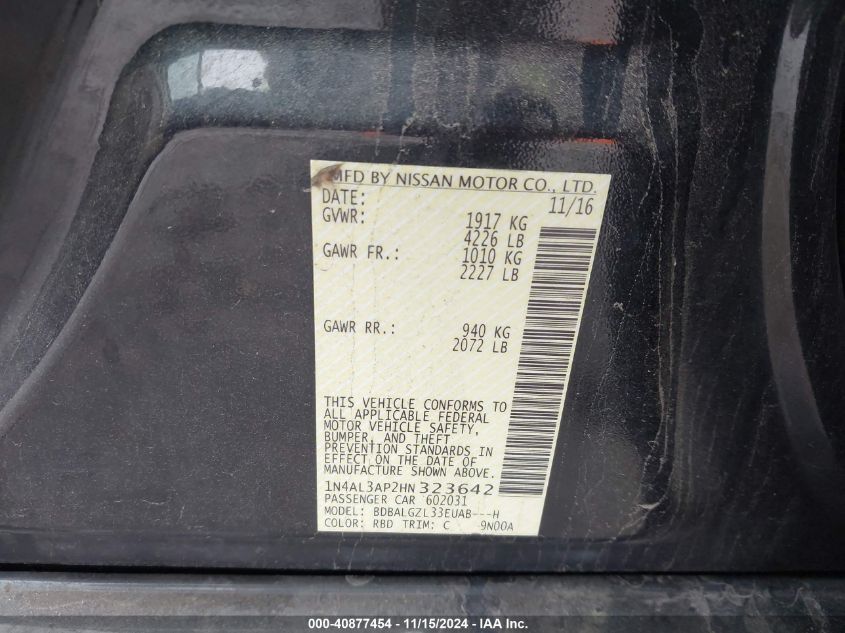 MFD BY NISSAN MOTOR CO., LTD.
DATE: 11/16
GVWR: 1917 KG
4226 LB
GAWR FR.: 1010 KG
2227 LB
GAWR RR.: 940 KG
2072 LB
THIS VEHICLE CONFORMS TO
ALL APPLICABLE FEDERAL
MOTOR VEHICLE SAFETY,
BUMPER, AND THEFT
PREVENTION STANDARDS IN
EFFECT ON THE DATE OF
MANUFACTURE SHOWN ABOVE.
1N4AL3AP2HN323642
PASSENGER CAR 602031
MODEL: BDBALGZL33EUAB---H
COLOR: RBD TRIM: C 9N00A
000-40877454 - 11/15/2024 - IAA Inc.